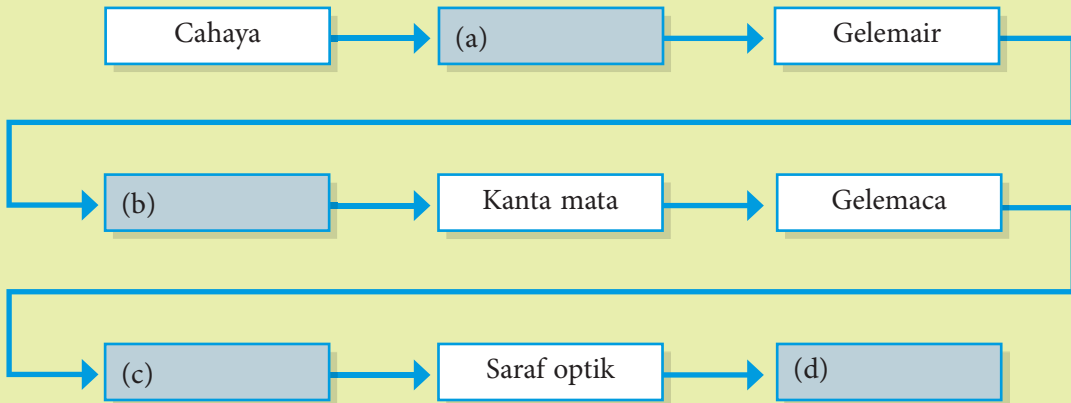 Cahaya
(a)
Gelemair
(b)
Kanta mata
Gelemaca
(c)
Saraf optik
(d)